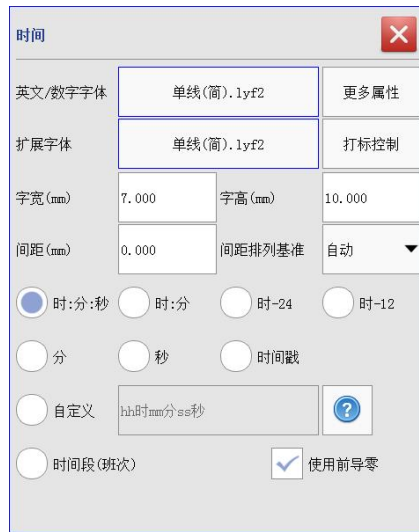 时间
英文/数字字体 单线(简).lyf2 更多属性
扩展字体 单线(简).lyf2 打标控制
字宽(mm) 7.000 字高(mm) 10.000
间距(mm) 0.000 间距排列基准 自动
时:分:秒 时:分 时-24 时-12
分 秒 时间戳
自定义 hh时mm分ss秒 ?
时间段(班次) 使用前导零